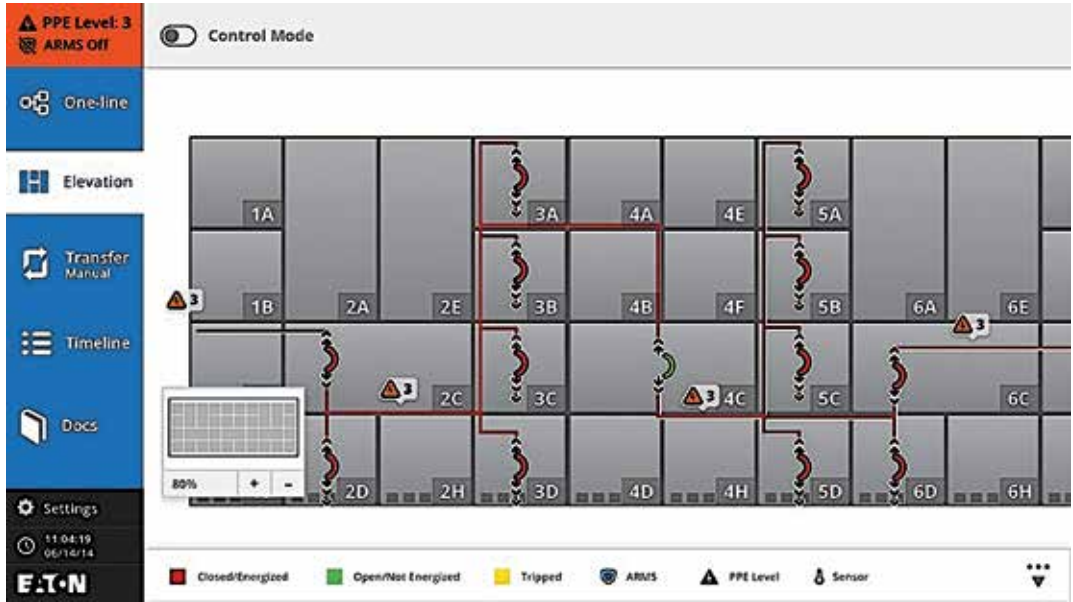 PPE Level: 3
ARMS Off
Control Mode
One-line
Elevation
Transfer
Manual
Timeline
Docs
Settings
11:04:19
06/14/14
EATON
1A
3A
4A
4E
5A
3
1B
2A
2E
3B
4B
4F
5B
6A
6E
3
3
2C
3C
3
4C
5C
6C
80%
+
-
2D
2H
3D
4D
4H
5D
6D
6H
Closed/Energized
Open/Not Energized
Tripped
ARMS
PPE Level
Sensor